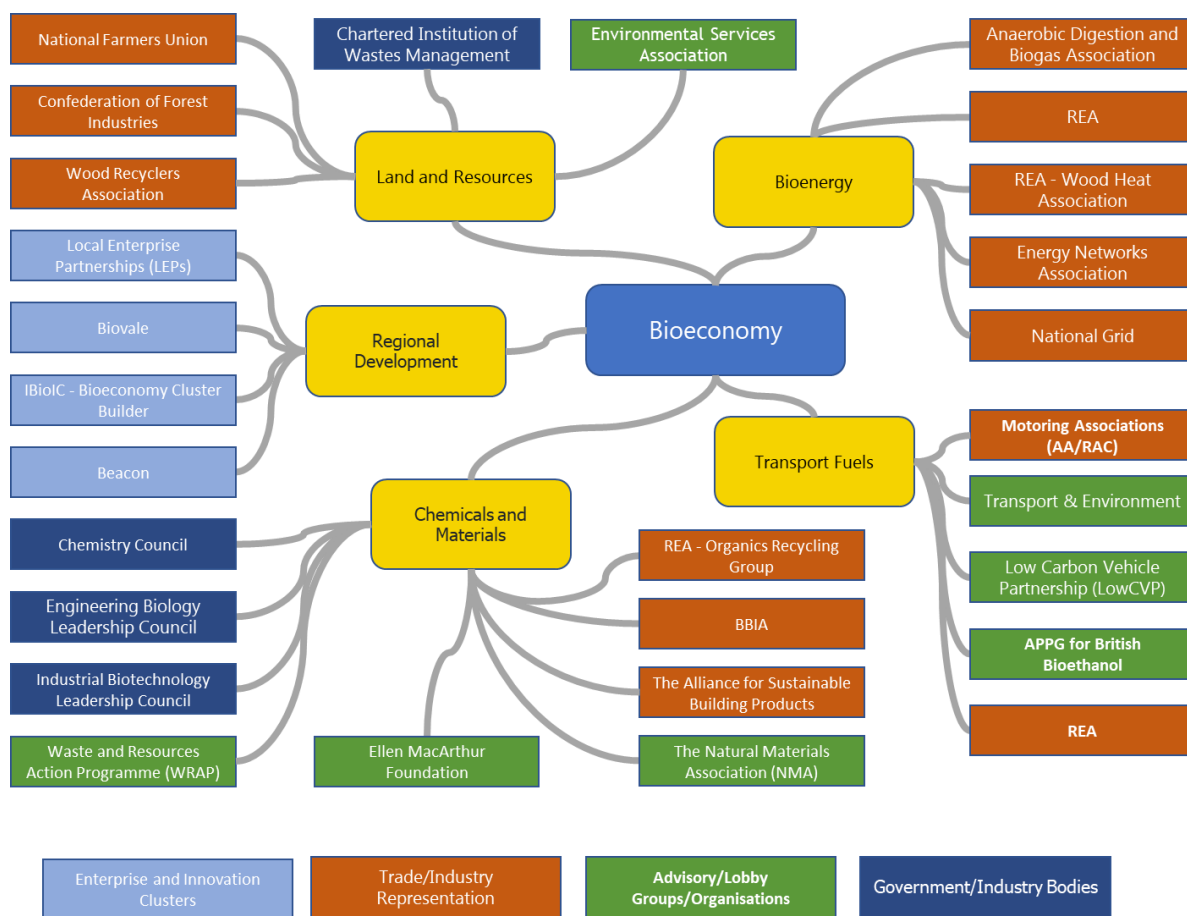 National Farmers Union
Chartered Institution of
Wastes Management
Environmental Services
Association
Anaerobic Digestion and
Biogas Association
Confederation of Forest
Industries
REA
Wood Recyclers
Association
Land and Resources
Bioenergy
REA - Wood Heat
Association
Local Enterprise
Partnerships (LEPs)
Energy Networks
Association
Biovale
Regional
Development
Bioeconomy
National Grid
IBioIC - Bioeconomy Cluster
Builder
Beacon
Motoring Associations
(AA/RAC)
Transport Fuels
Transport & Environment
Chemicals and
Materials
Chemistry Council
REA - Organics Recycling
Group
Low Carbon Vehicle
Partnership (LowCVP)
Engineering Biology
Leadership Council
BBIA
APPG for British
Bioethanol
Industrial Biotechnology
Leadership Council
The Alliance for Sustainable
Building Products
REA
Waste and Resources
Action Programme (WRAP)
Ellen MacArthur
Foundation
The Natural Materials
Association (NMA)
Enterprise and Innovation
Clusters
Trade/Industry
Representation
Advisory/Lobby
Groups/Organisations
Government/Industry Bodies